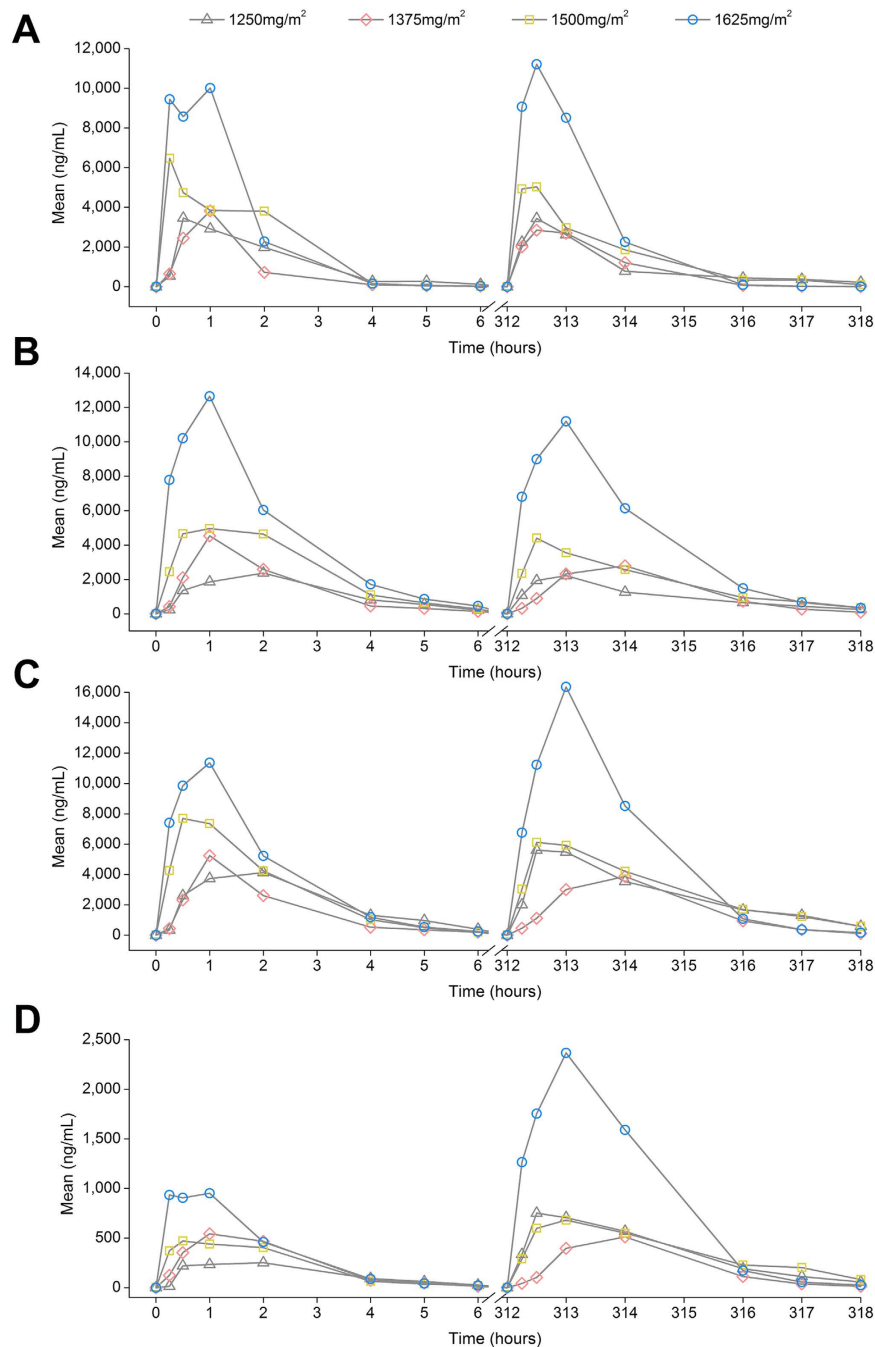 A
1250mg/m² 1375mg/m² 1500mg/m² 1625mg/m²
12,000
10,000
8,000
6,000
4,000
2,000
0
Mean (ng/mL)
0 1 2 3 4 5 6 312 313 314 315 316 317 318
Time (hours)
B
14,000
12,000
10,000
8,000
6,000
4,000
2,000
0
Mean (ng/mL)
0 1 2 3 4 5 6 312 313 314 315 316 317 318
Time (hours)
C
16,000
14,000
12,000
10,000
8,000
6,000
4,000
2,000
0
Mean (ng/mL)
0 1 2 3 4 5 6 312 313 314 315 316 317 318
Time (hours)
D
2,500
2,000
1,500
1,000
500
0
Mean (ng/mL)
0 1 2 3 4 5 6 312 313 314 315 316 317 318
Time (hours)